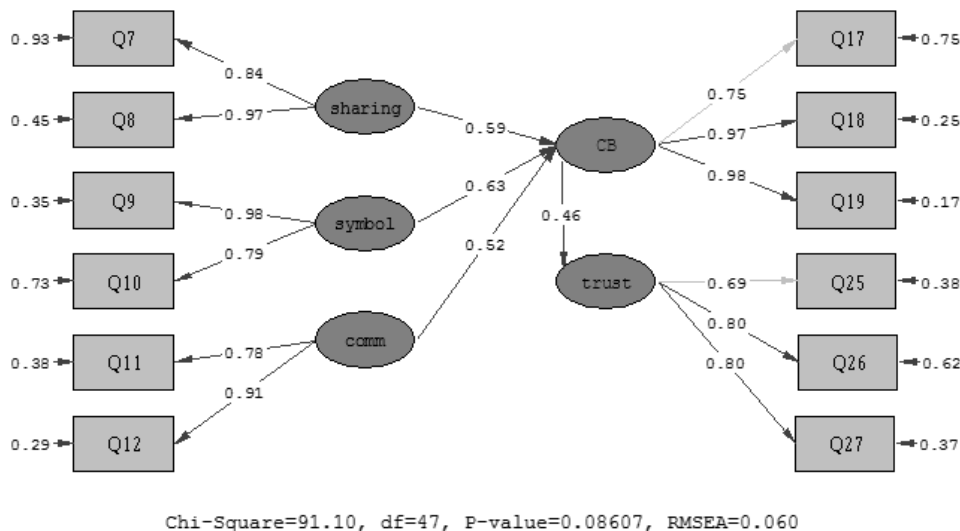 0.93 Q7 Q17 0.75
0.84 0.75
sharing
0.45 Q8 0.97 0.59 CB 0.97 Q18 0.25
0.35 Q9 0.98 0.63 0.98 Q19 0.17
symbol 0.46
0.79 0.52
0.73 Q10 trust 0.69 Q25 0.38
0.80
comm
0.38 Q11 0.78 0.80 Q26 0.62
0.91
0.29 Q12 Q27 0.37
Chi-Square=91.10, df=47, P-value=0.08607, RMSEA=0.060